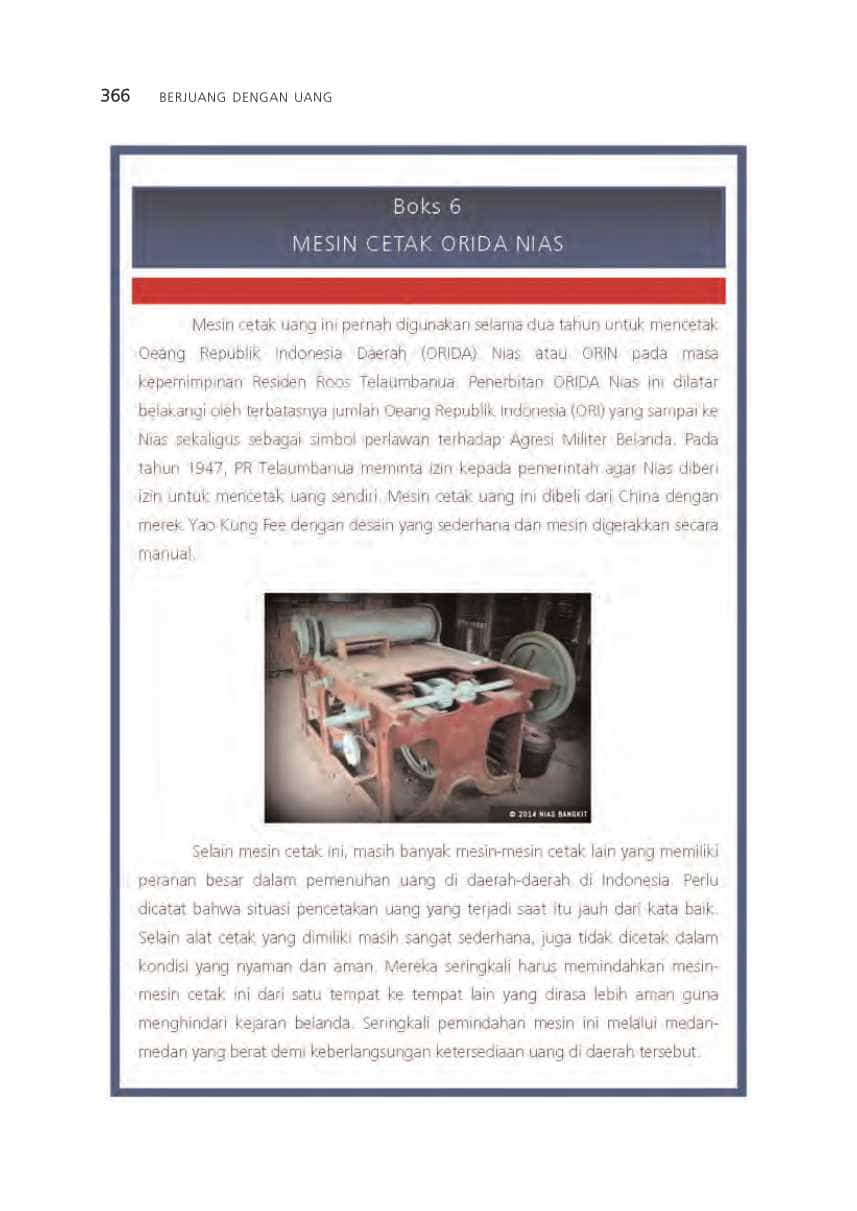 366 BERJUANG DENGAN UANG
Boks 6
MESIN CETAK ORIDA NIAS
Mesin cetak uang ini pernah digunakan selama dua tahun untuk mencetak
Oeang Republik Indonesia Daerah (ORIDA) Nias atau ORIN pada masa
kepemimpinan Residen Roos Telaumbanua. Penerbitan ORIDA Nias ini dilatar
belakangi oleh terbatasnya jumlah Oeang Republik Indonesia (ORI) yang sampai ke
Nias sekaligus sebagai simbol perlawan terhadap Agresi Militer Belanda. Pada
tahun 1947, PR Telaumbanua meminta izin kepada pemerintah agar Nias diberi
izin untuk mencetak uang sendiri. Mesin cetak uang ini dibeli dari China dengan
merek Yao Kung Fee dengan desain yang sederhana dan mesin digerakkan secara
manual.
© 2014 NIAS BANGKIT
Selain mesin cetak ini, masih banyak mesin-mesin cetak lain yang memiliki
peranan besar dalam pemenuhan uang di daerah-daerah di Indonesia. Perlu
dicatat bahwa situasi pencetakan uang yang terjadi saat itu jauh dari kata baik.
Selain alat cetak yang dimiliki masih sangat sederhana, juga tidak dicetak dalam
kondisi yang nyaman dan aman. Mereka seringkali harus memindahkan mesin-
mesin cetak ini dari satu tempat ke tempat lain yang dirasa lebih aman guna
menghindari kejaran belanda. Seringkali pemindahan mesin ini melalui medan-
medan yang berat demi keberlangsungan ketersediaan uang di daerah tersebut.